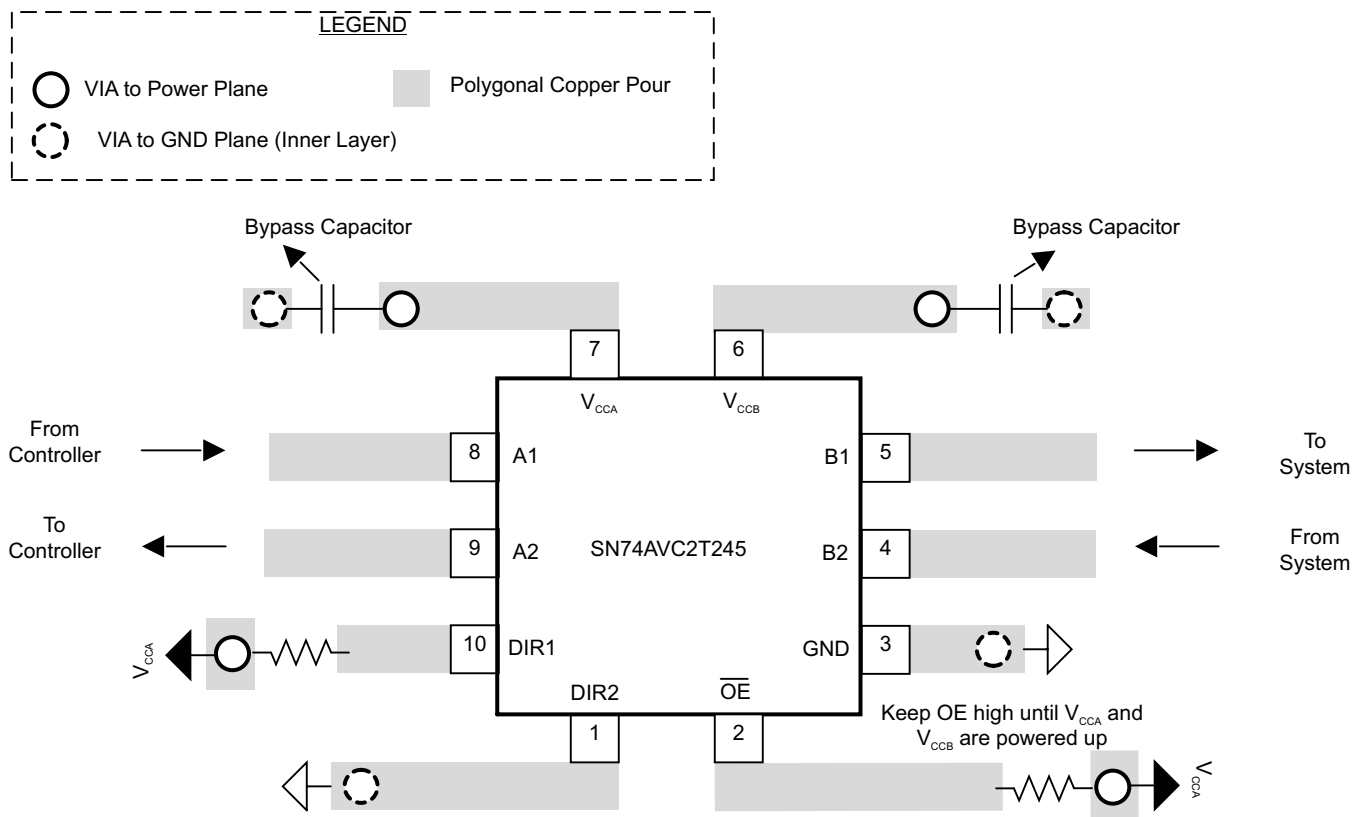 LEGEND
VIA to Power Plane
Polygonal Copper Pour
VIA to GND Plane (Inner Layer)
Bypass Capacitor
Bypass Capacitor
7
6
VCCA
VCCB
From
Controller
8
A1
B1
5
To
System
To
Controller
9
A2
SN74AVC2T245
B2
4
From
System
VCCA
10
DIR1
GND
3
DIR2
OE
1
2
Keep OE high until VCCA and
VCCB are powered up
VCCA